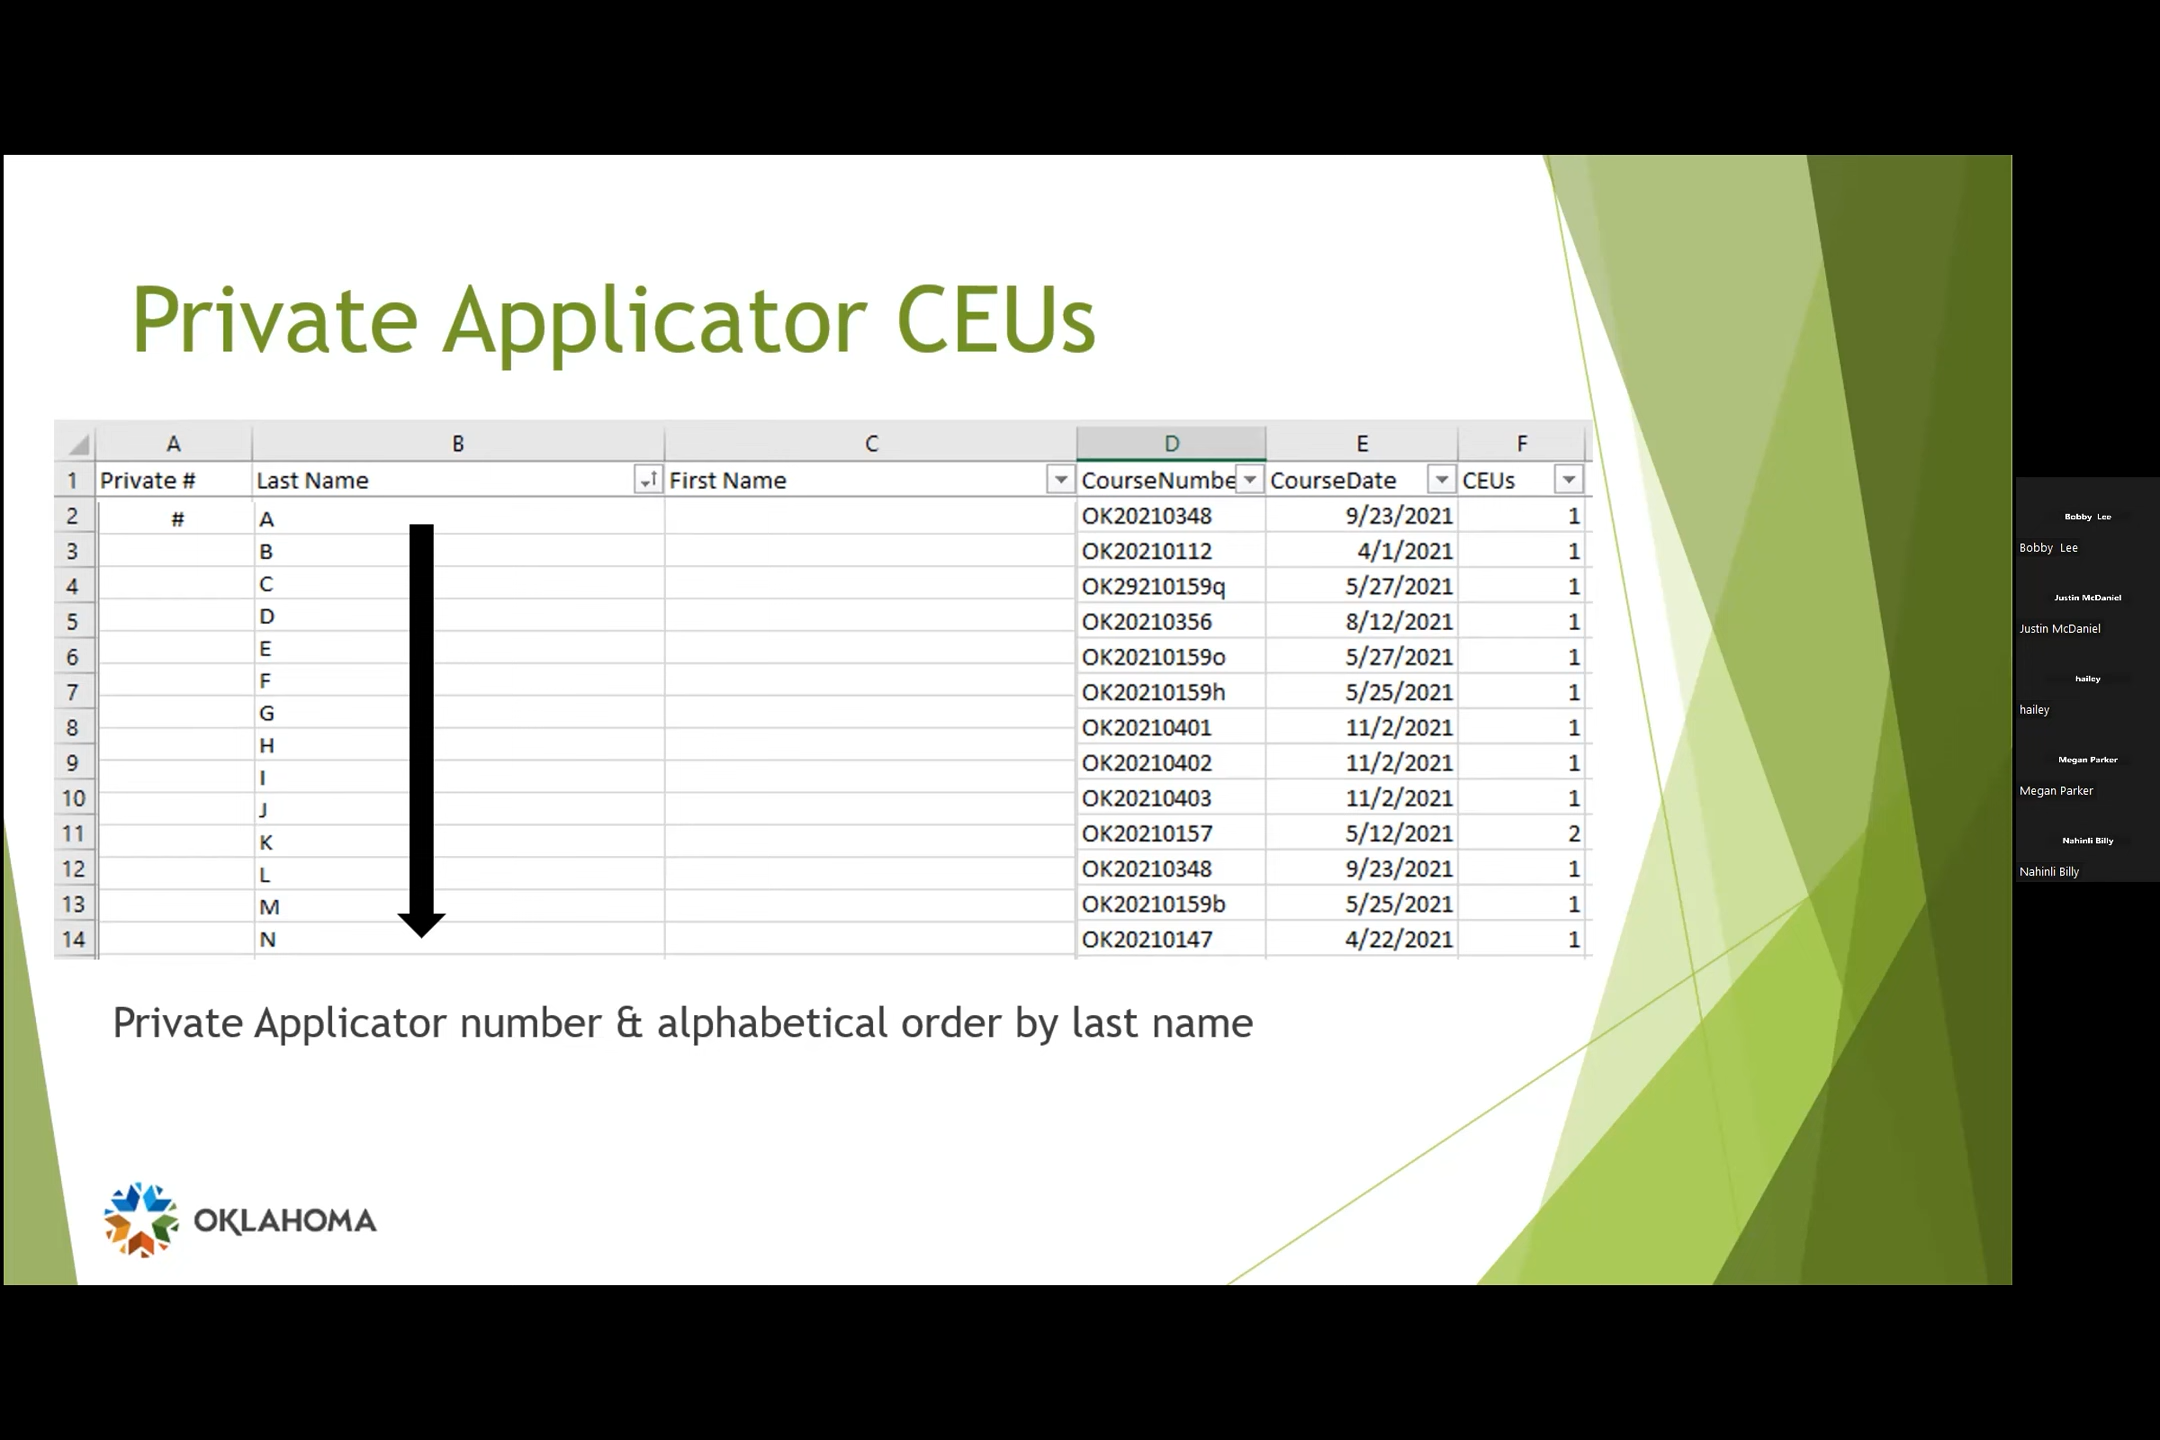 Private Applicator CEUs
A B C D E F
1 Private # Last Name First Name CourseNumbe CourseDate CEUs
2 # A OK20210348 9/23/2021 1
3 B OK20210112 4/1/2021 1
4 C OK29210159q 5/27/2021 1
5 D OK20210356 8/12/2021 1
6 E OK20210159o 5/27/2021 1
7 F OK20210159h 5/25/2021 1
8 G OK20210401 11/2/2021 1
9 H OK20210402 11/2/2021 1
10 I OK20210403 11/2/2021 1
11 J OK20210157 5/12/2021 2
12 K OK20210348 9/23/2021 1
13 L OK20210159b 5/25/2021 1
14 M OK20210147 4/22/2021 1
N
Private Applicator number & alphabetical order by last name
OKLAHOMA
Bobby Lee
Bobby Lee
Justin McDaniel
Justin McDaniel
hailey
hailey
Megan Parker
Megan Parker
Nahinli Billy
Nahinli Billy